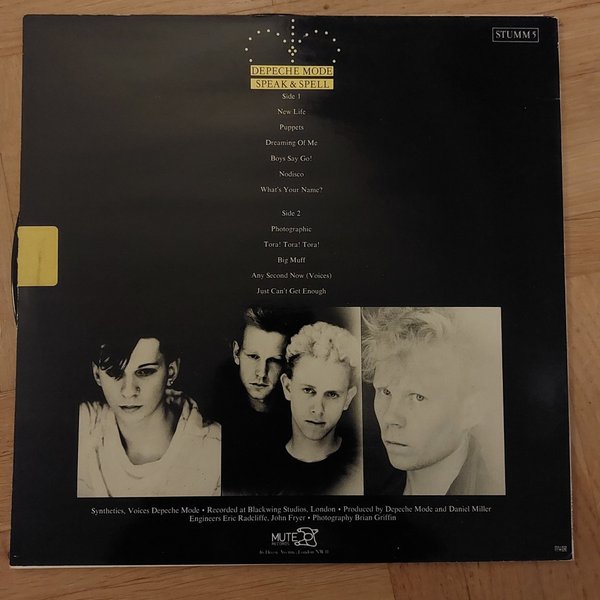 STUMM 5
DEPECHE MODE
SPEAK & SPELL
Side 1
New Life
Puppets
Dreaming Of Me
Boys Say Go!
Nodisco
What's Your Name?
Side 2
Photographic
Tora! Tora! Tora!
Big Muff
Any Second Now (Voices)
Just Can't Get Enough
Synthetics, Voices Depeche Mode • Recorded at Blackwing Studios, London • Produced by Depeche Mode and Daniel Miller
Engineers Eric Radcliffe, John Fryer • Photography Brian Griffin
MUTE
RECORDS
London NW11